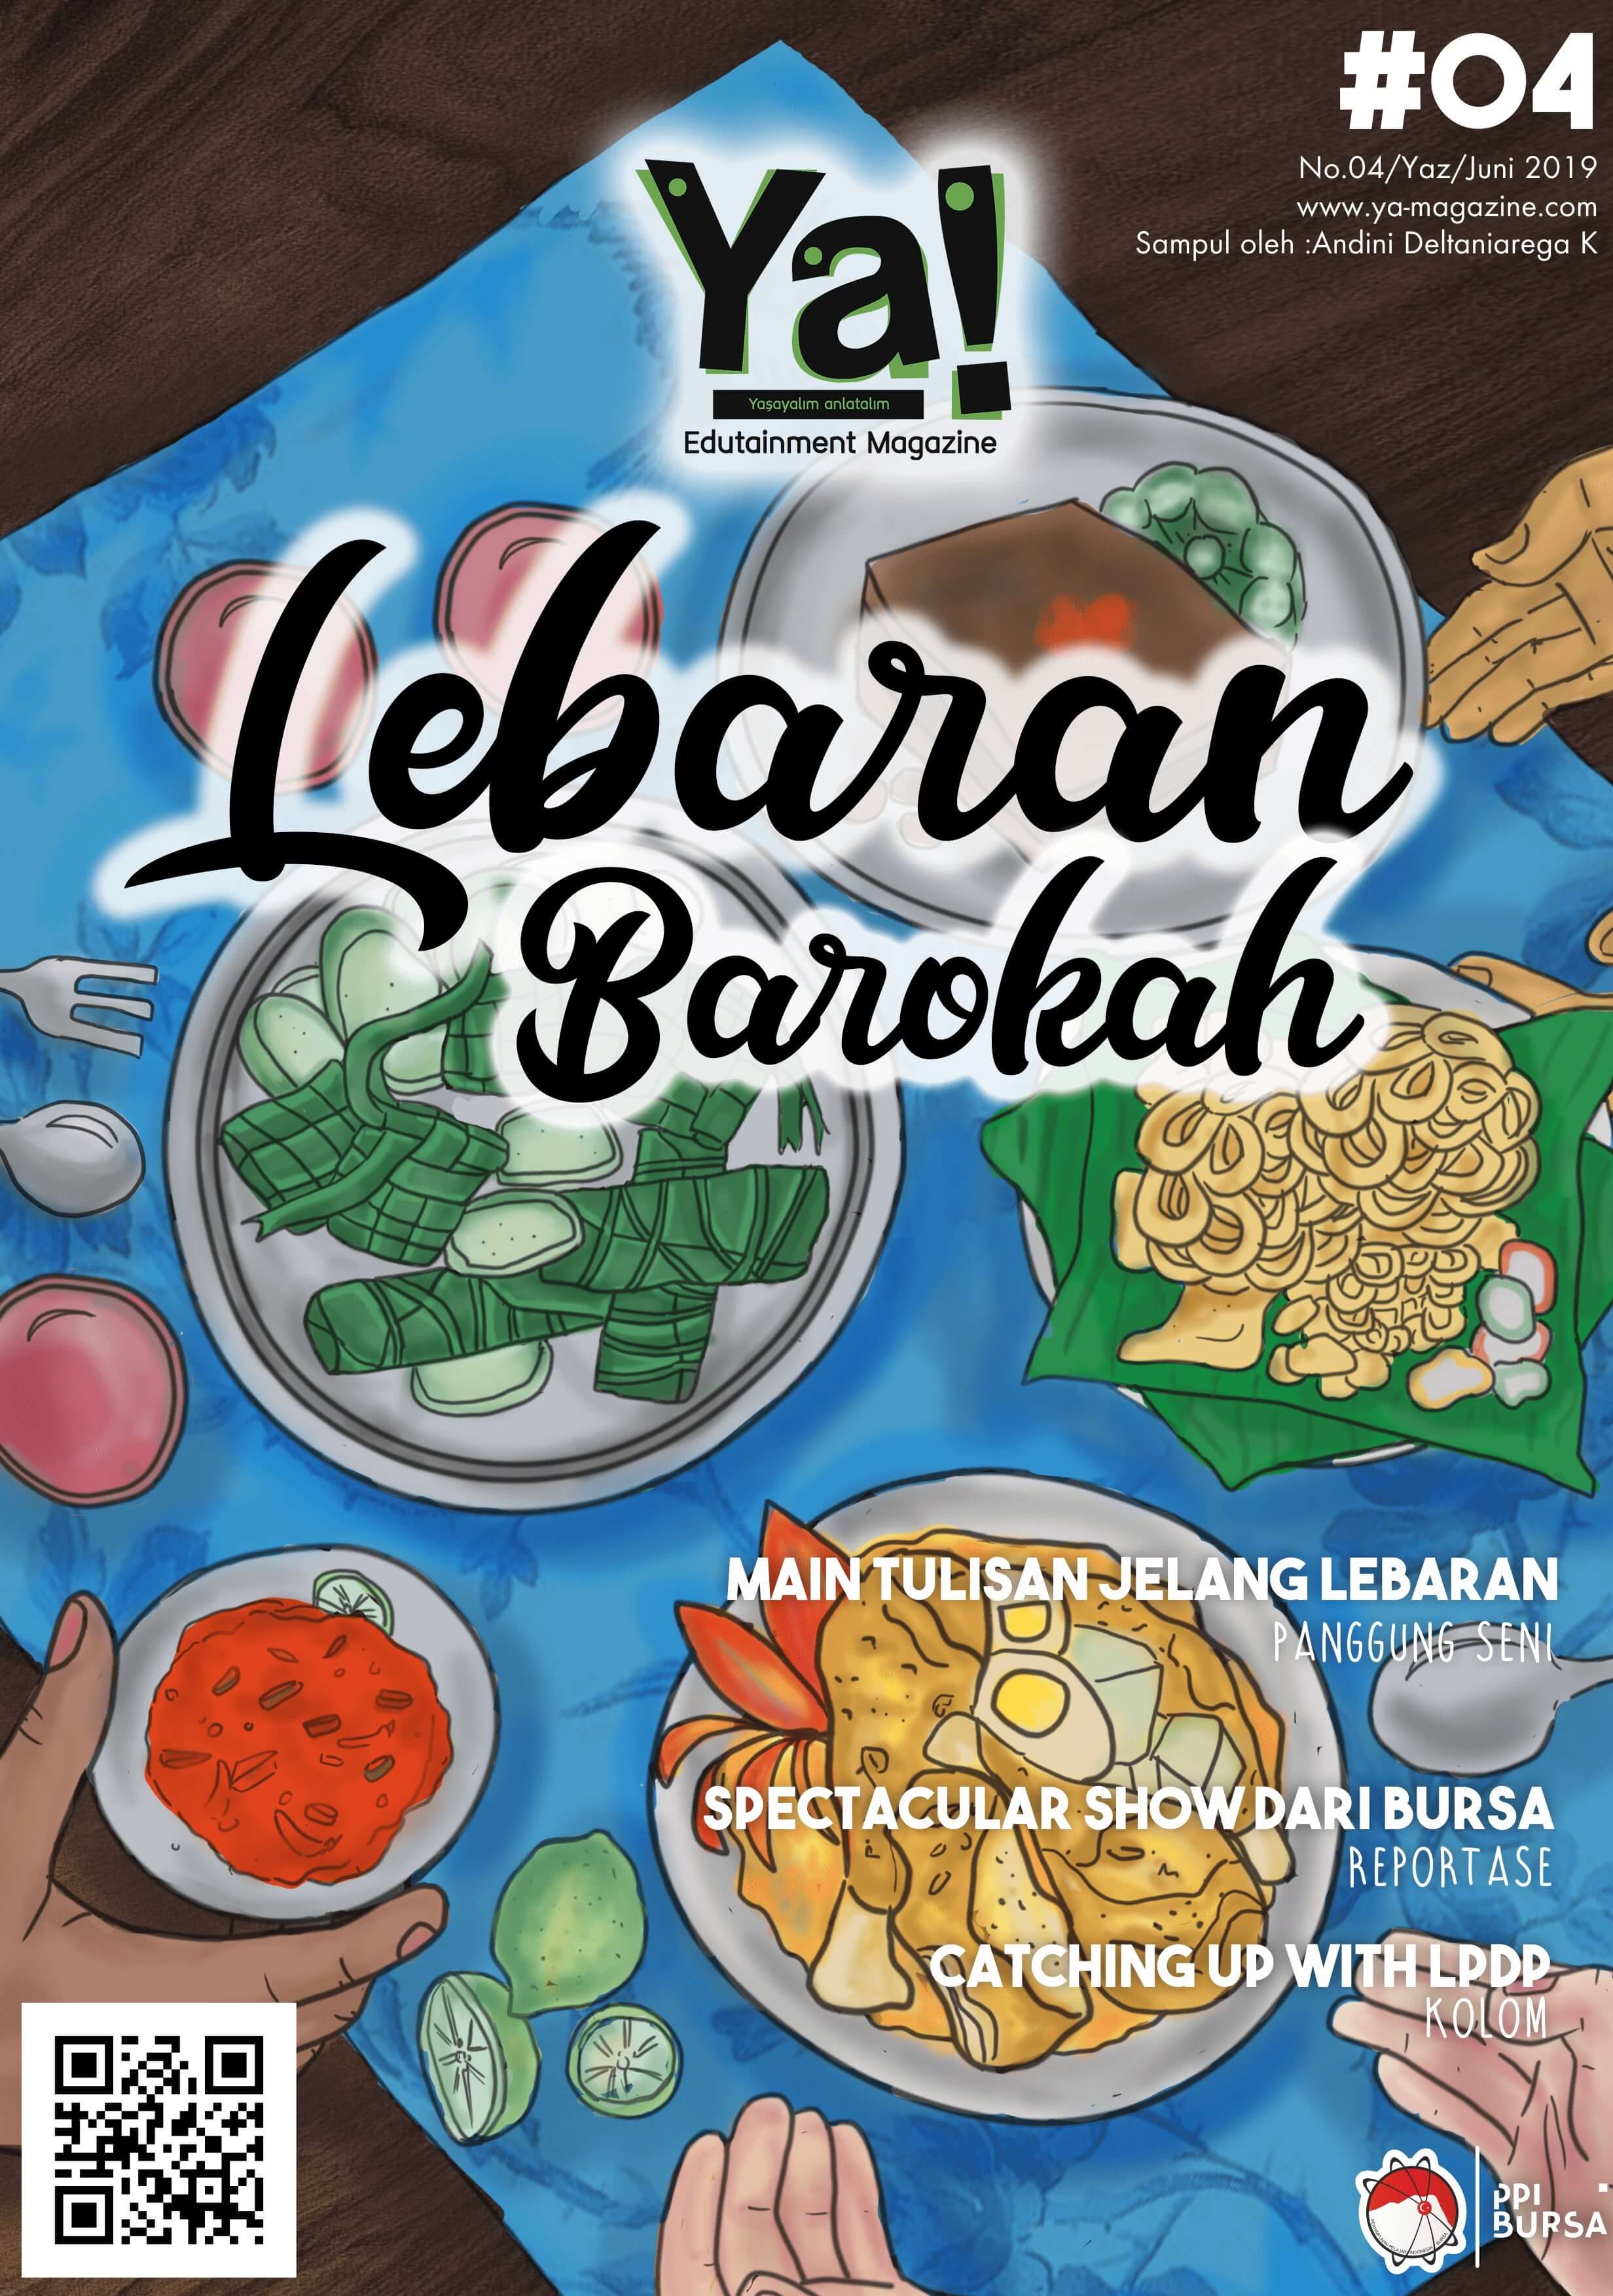 #04
No.04/Yaz/Juni 2019
www.ya-magazine.com
Sampul oleh :Andini Deltaniarega K
Ya!
Yaşayalım anlatalım
Edutainment Magazine
Lebaran
Barokah
MAIN TULISAN JELANG LEBARAN
PANGGUNG SENI
SPECTACULAR SHOW DARI BURSA
REPORTASE
CATCHING UP WITH LPDP
KOLOM
PPI
BURSA